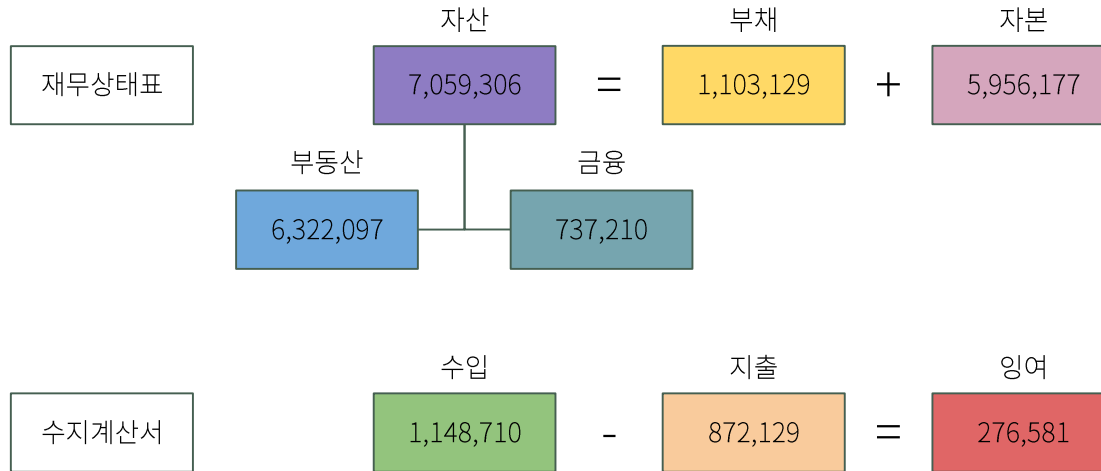 자산 부채 자본
재무상태표 7,059,306 = 1,103,129 + 5,956,177
부동산 금융
6,322,097 737,210
수입 지출 잉여
수지계산서 1,148,710 - 872,129 = 276,581